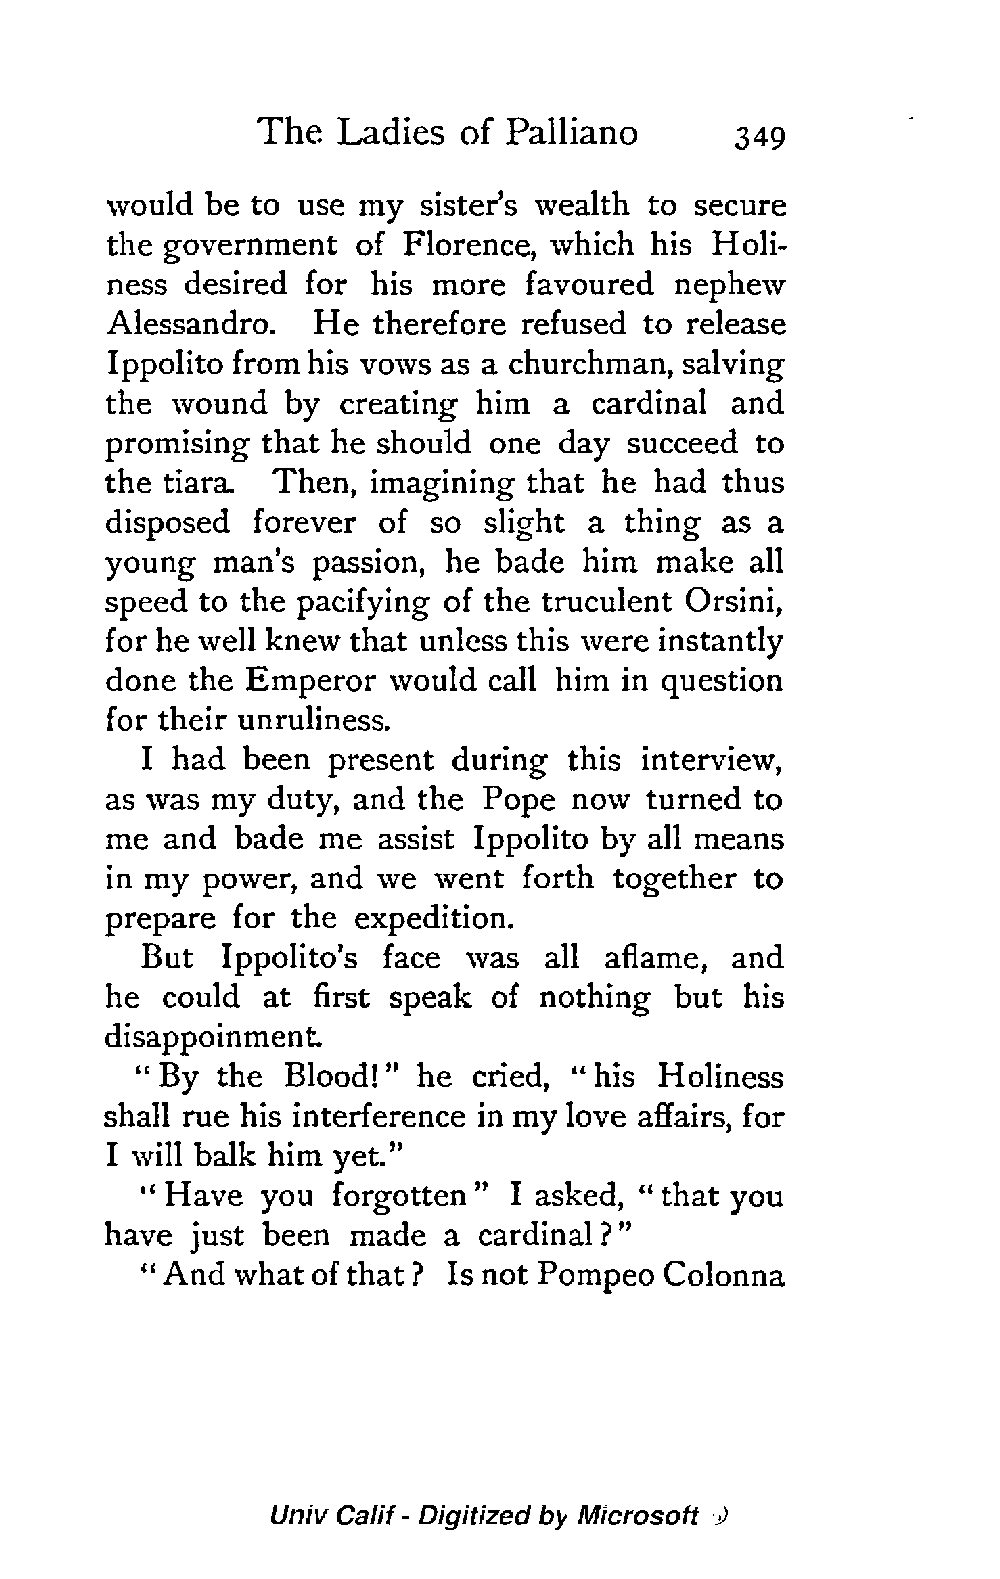 The Ladies of Palliano 349
would be to use my sister's wealth to secure
the government of Florence, which his Holi-
ness desired for his more favoured nephew
Alessandro. He therefore refused to release
Ippolito from his vows as a churchman, salving
the wound by creating him a cardinal and
promising that he should one day succeed to
the tiara. Then, imagining that he had thus
disposed forever of so slight a thing as a
young man's passion, he bade him make all
speed to the pacifying of the truculent Orsini,
for he well knew that unless this were instantly
done the Emperor would call him in question
for their unruliness.
I had been present during this interview,
as was my duty, and the Pope now turned to
me and bade me assist Ippolito by all means
in my power, and we went forth together to
prepare for the expedition.
But Ippolito's face was all aflame, and
he could at first speak of nothing but his
disappoinment.
"By the Blood!" he cried, "his Holiness
shall rue his interference in my love affairs, for
I will balk him yet."
"Have you forgotten" I asked, "that you
have just been made a cardinal?"
"And what of that? Is not Pompeo Colonna
Univ Calif - Digitized by Microsoft